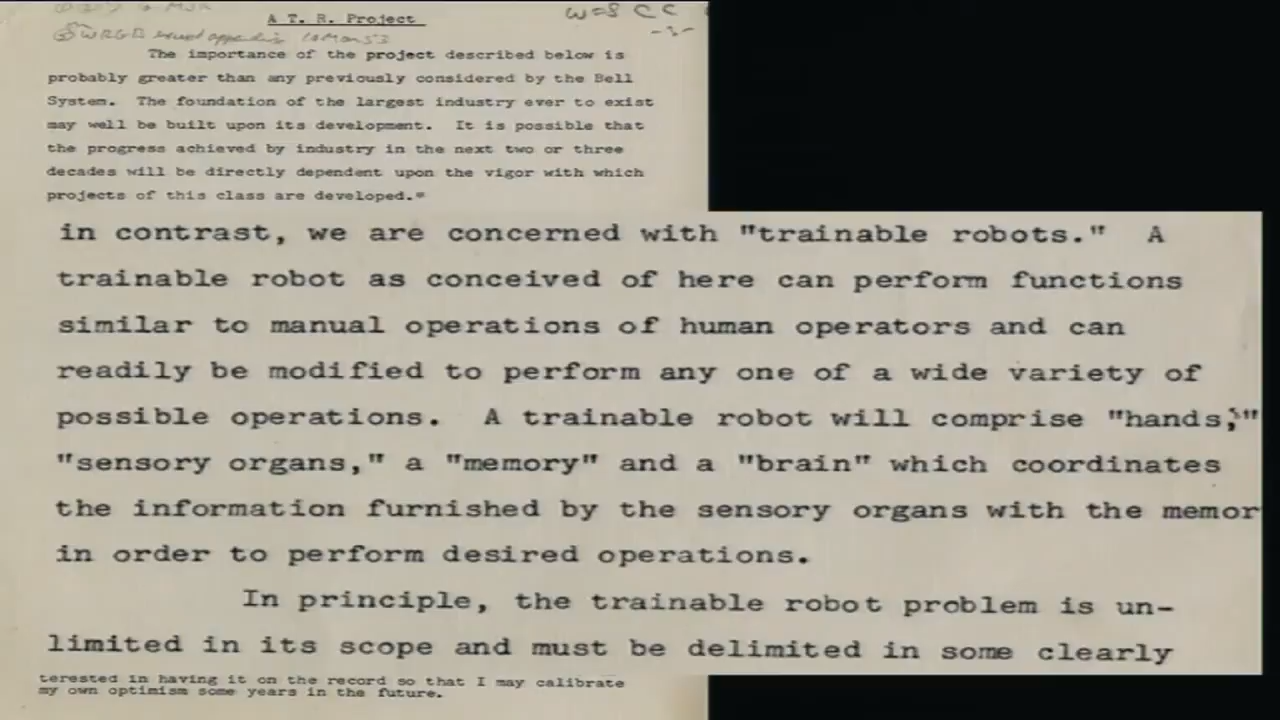 A T. R. Project
The importance of the project described below is
probably greater than any previously considered by the Bell
System. The foundation of the largest industry ever to exist
may well be built upon its development. It is possible that
the progress achieved by industry in the next two or three
decades will be directly dependent upon the vigor with which
projects of this class are developed.*
in contrast, we are concerned with "trainable robots." A
trainable robot as conceived of here can perform functions
similar to manual operations of human operators and can
readily be modified to perform any one of a wide variety of
possible operations. A trainable robot will comprise "hands,"
"sensory organs," a "memory" and a "brain" which coordinates
the information furnished by the sensory organs with the memor
in order to perform desired operations.
In principle, the trainable robot problem is un-
limited in its scope and must be delimited in some clearly
terested in having it on the record so that I may calibrate
my own optimism some years in the future.